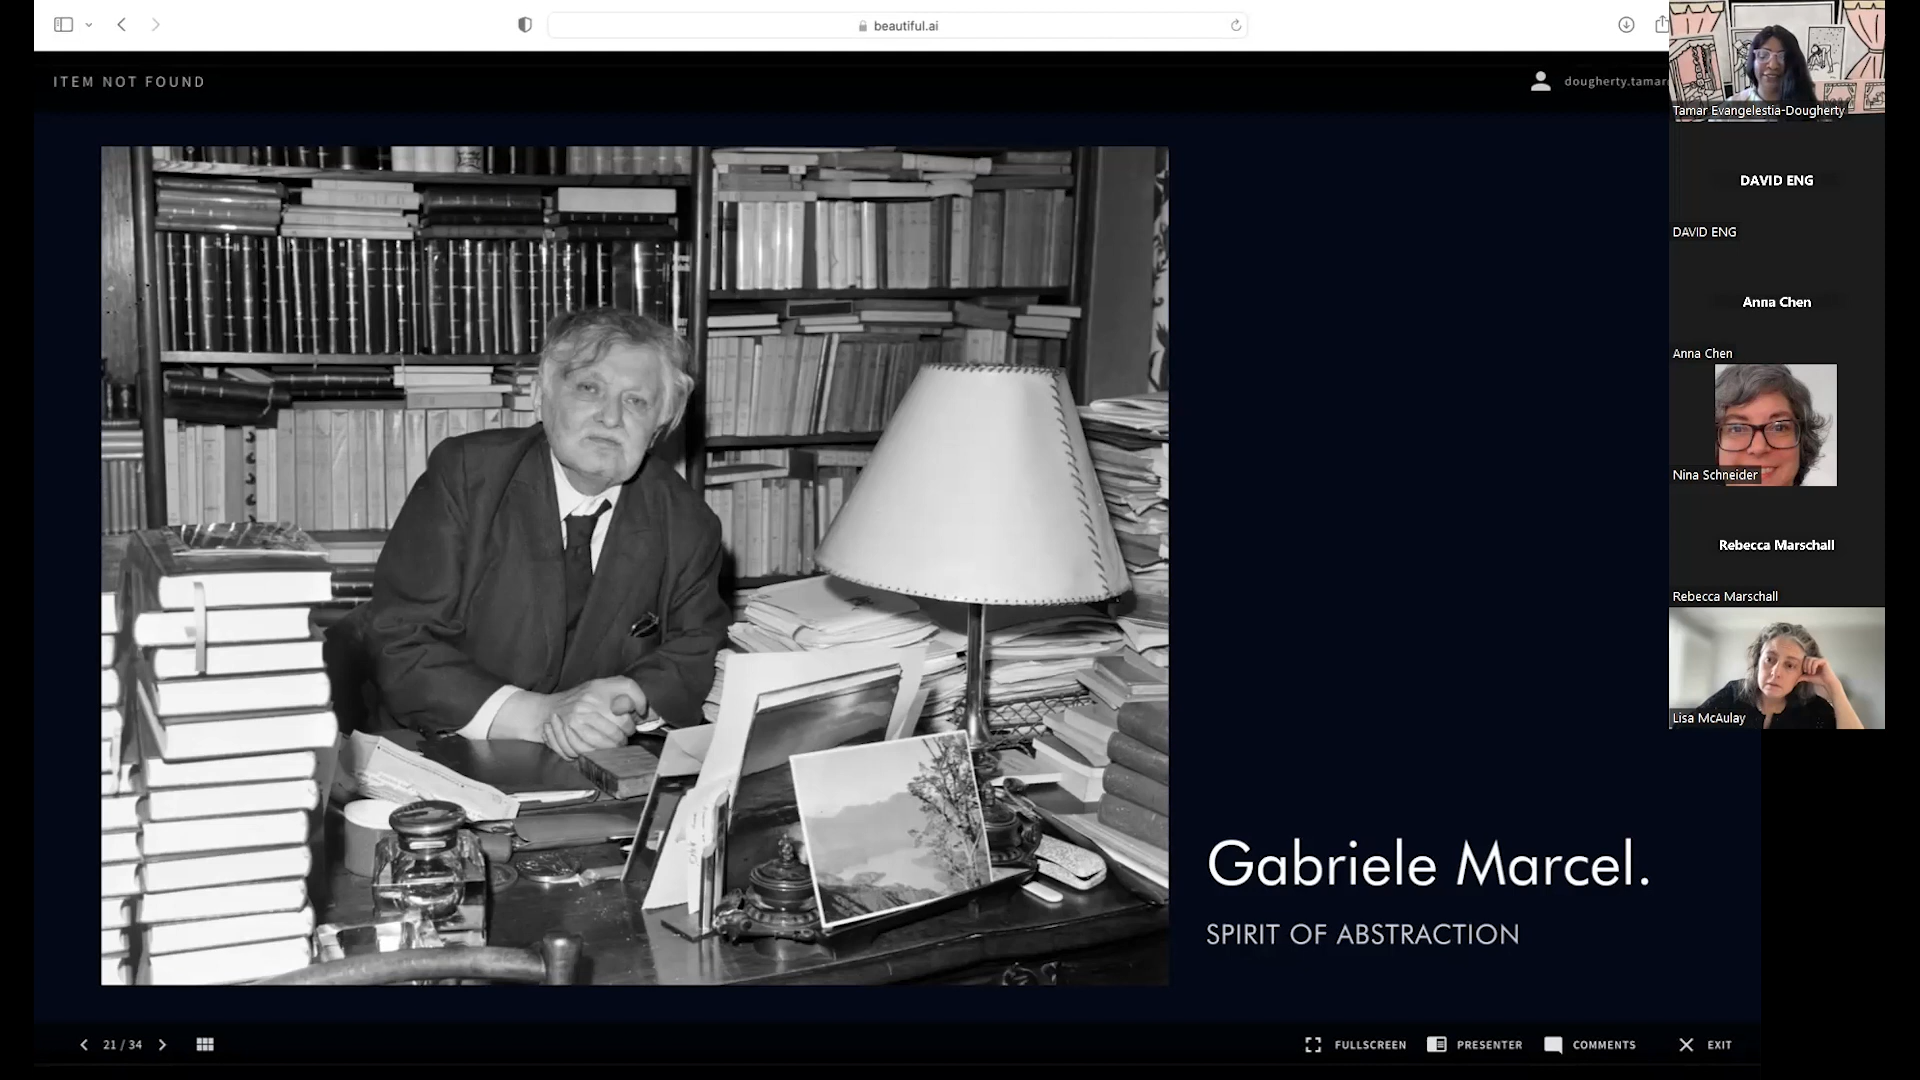 beautiful.ai
ITEM NOT FOUND
dougherty.tamar
Tamar Evangelestia-Dougherty
DAVID ENG
DAVID ENG
Anna Chen
Anna Chen
Nina Schneider
Rebecca Marschall
Rebecca Marschall
Lisa McAulay
Gabriele Marcel.
SPIRIT OF ABSTRACTION
21 / 34
FULLSCREEN
PRESENTER
COMMENTS
EXIT